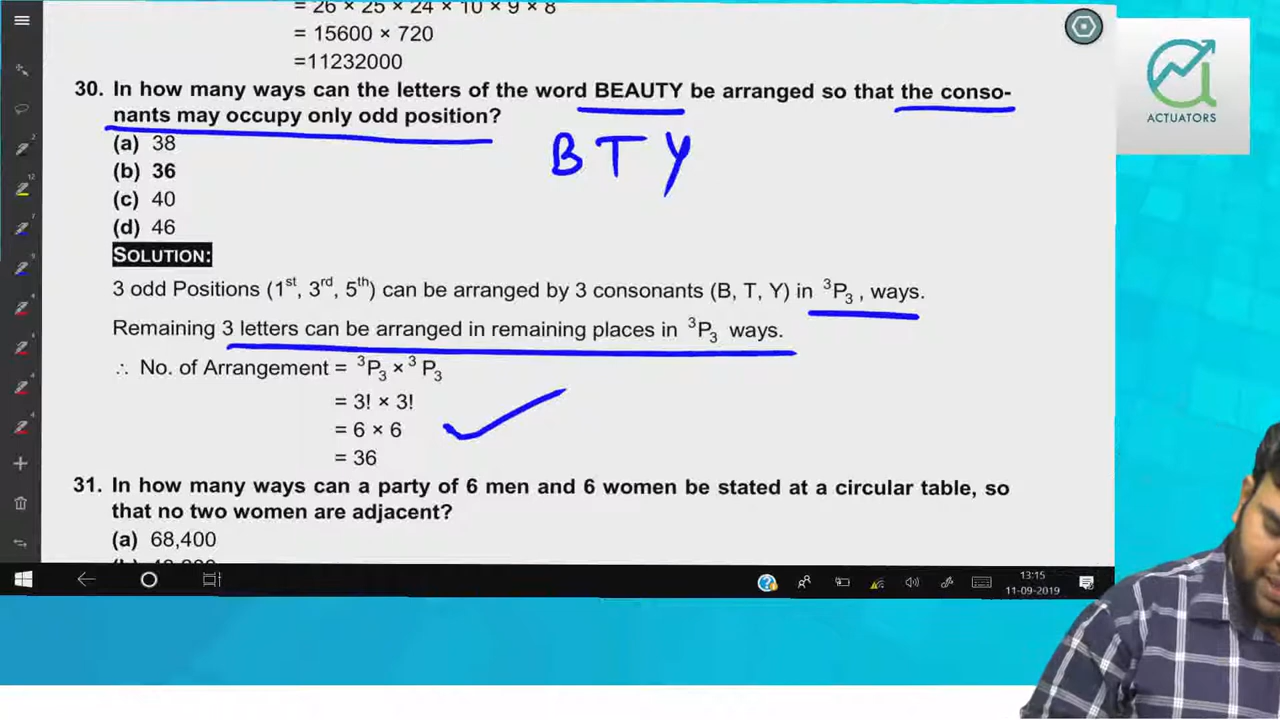 = 26 × 25 × 24 × 10 × 9 × 8
= 15600 × 720
=11232000
30. In how many ways can the letters of the word BEAUTY be arranged so that the conso-
nants may occupy only odd position?
(a) 38
(b) 36
(c) 40
(d) 46
B T Y
SOLUTION:
3 odd Positions (1st, 3rd, 5th) can be arranged by 3 consonants (B, T, Y) in ³P₃ , ways.
Remaining 3 letters can be arranged in remaining places in ³P₃ ways.
∴ No. of Arrangement = ³P₃ ×³ P₃
= 3! × 3!
= 6 × 6
= 36
31. In how many ways can a party of 6 men and 6 women be stated at a circular table, so
that no two women are adjacent?
(a) 68,400
ACTUATORS
13:15
11-09-2019